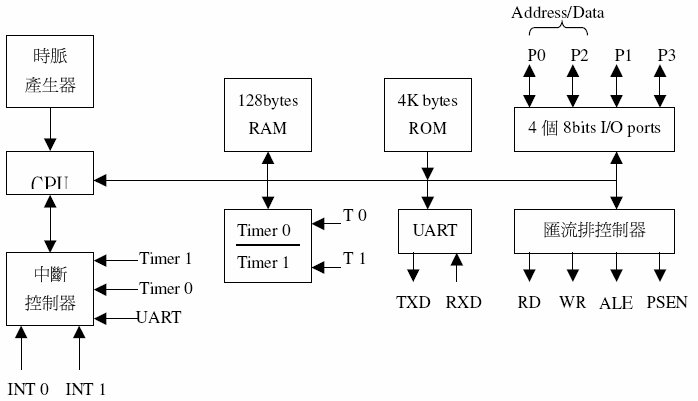 Address/Data
P0 P2 P1 P3
時脈
產生器
128bytes
RAM
4K bytes
ROM
4 個 8bits I/O ports
CPU
Timer 0
Timer 1
T 0
T 1
UART
匯流排控制器
中斷
控制器
Timer 1
Timer 0
UART
TXD RXD
RD WR ALE PSEN
INT 0 INT 1